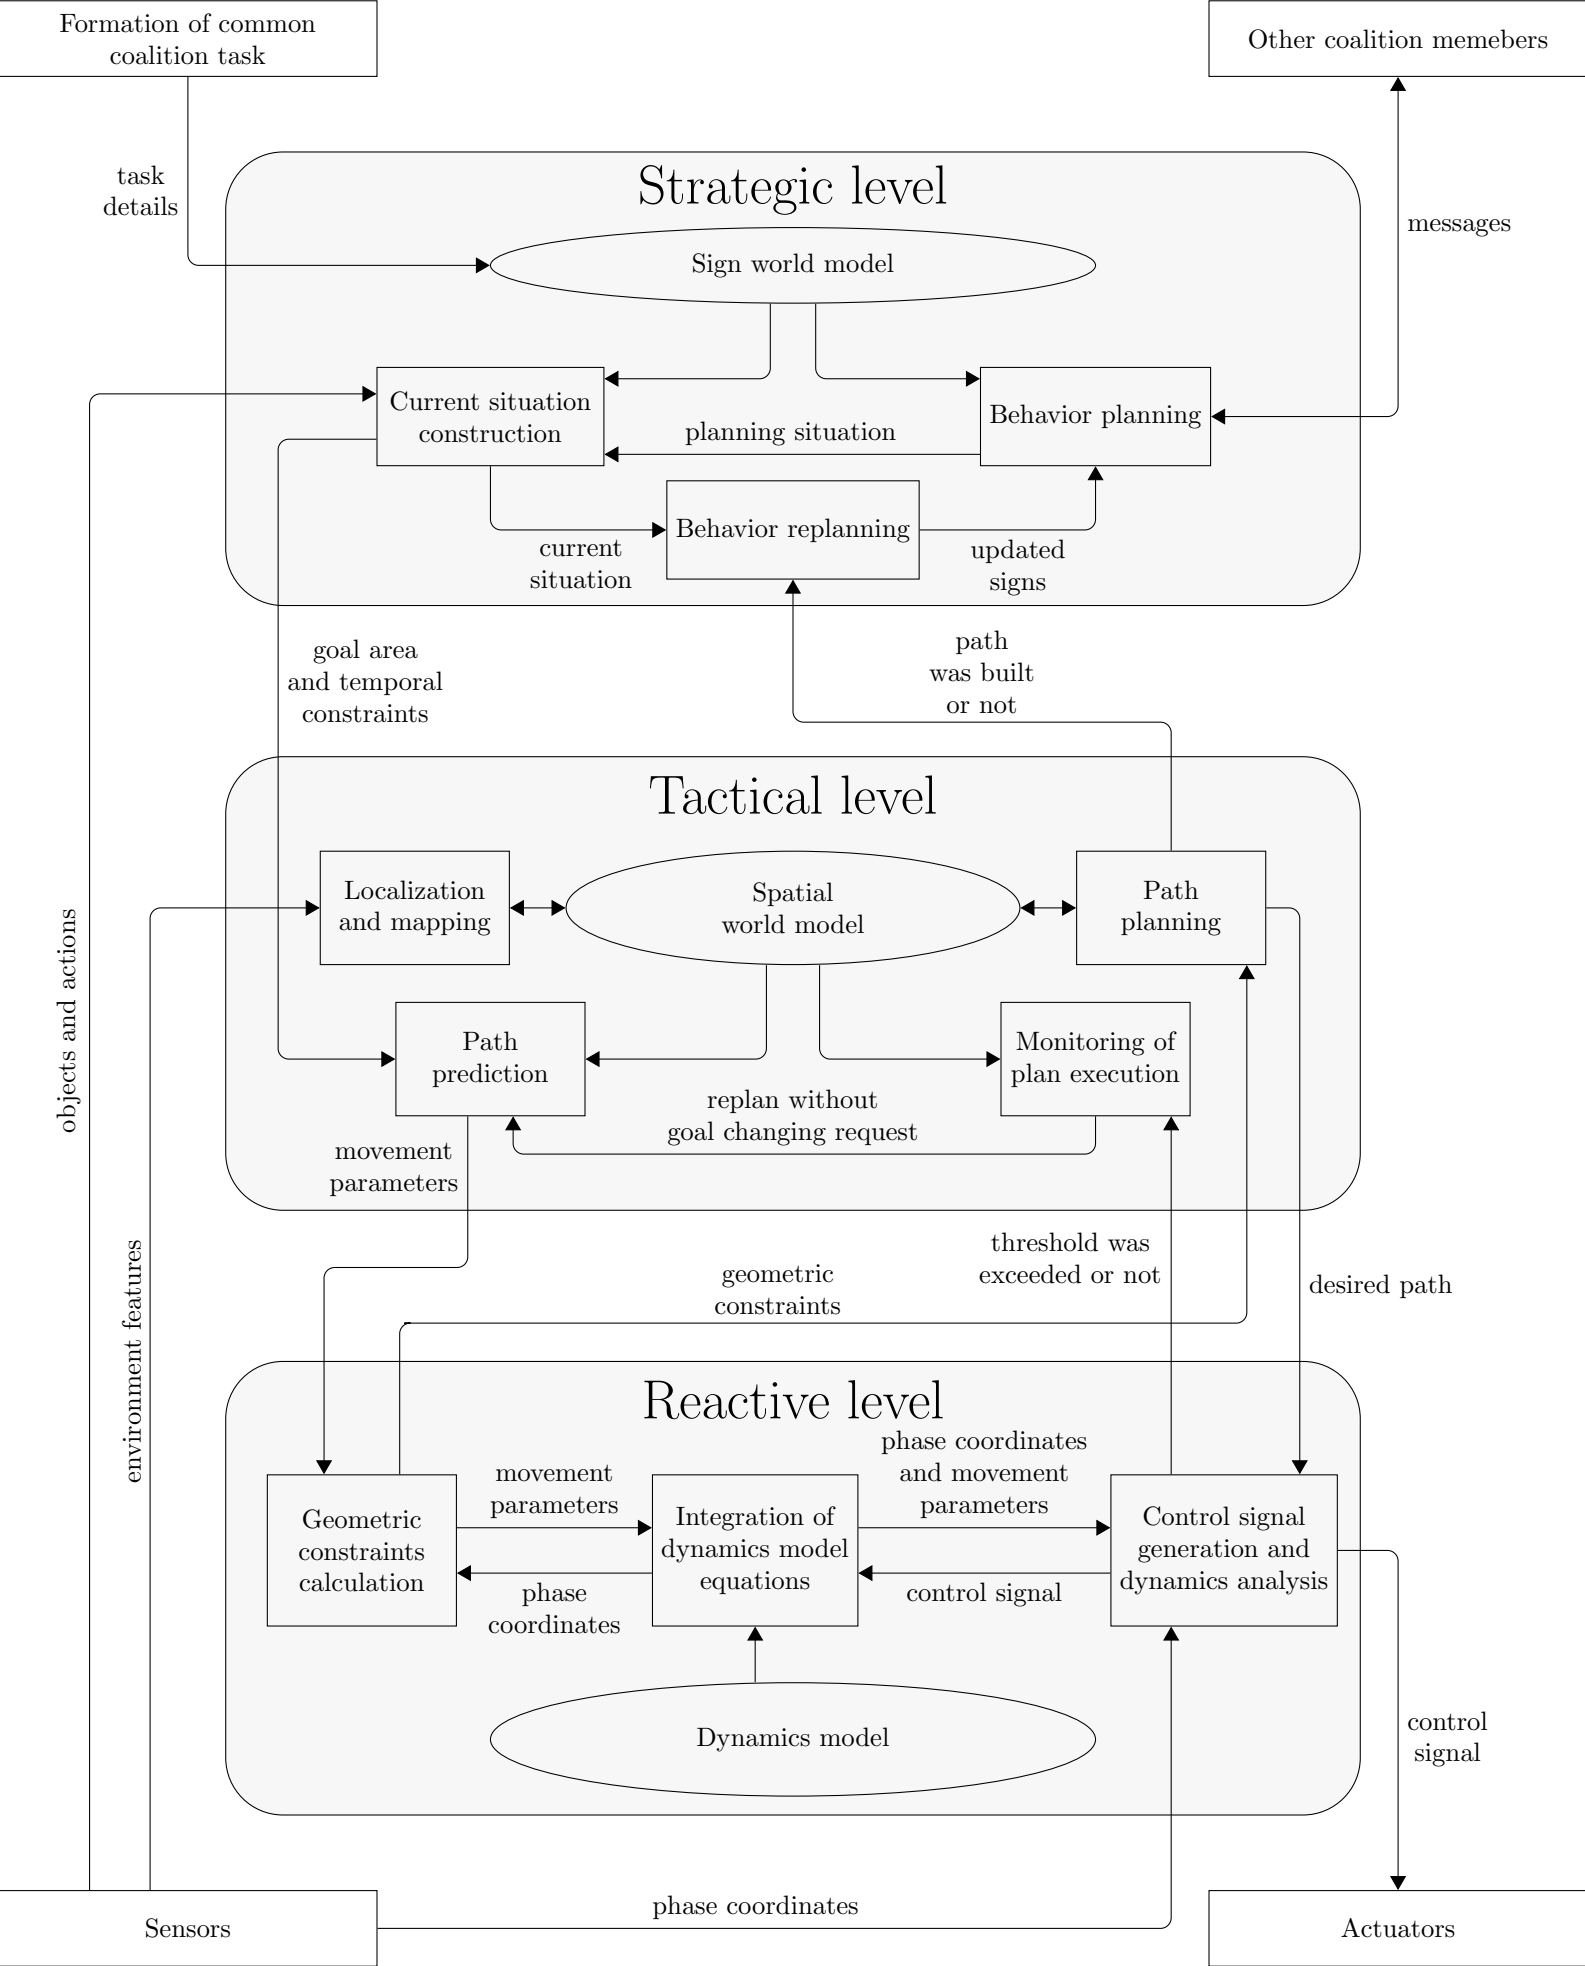 Formation of common
coalition task
Other coalition memebers
task
details
Strategic level
messages
Sign world model
Current situation
construction
planning situation
Behavior planning
Behavior replanning
current
situation
updated
signs
goal area
and temporal
constraints
path
was built
or not
Tactical level
Localization
and mapping
Spatial
world model
Path
planning
objects and actions
Path
prediction
Monitoring of
plan execution
replan without
goal changing request
movement
parameters
environment features
threshold was
exceeded or not
geometric
constraints
desired path
Reactive level
Geometric
constraints
calculation
movement
parameters
phase
coordinates
Integration of
dynamics model
equations
phase coordinates
and movement
parameters
control signal
Control signal
generation and
dynamics analysis
Dynamics model
control
signal
Sensors
phase coordinates
Actuators